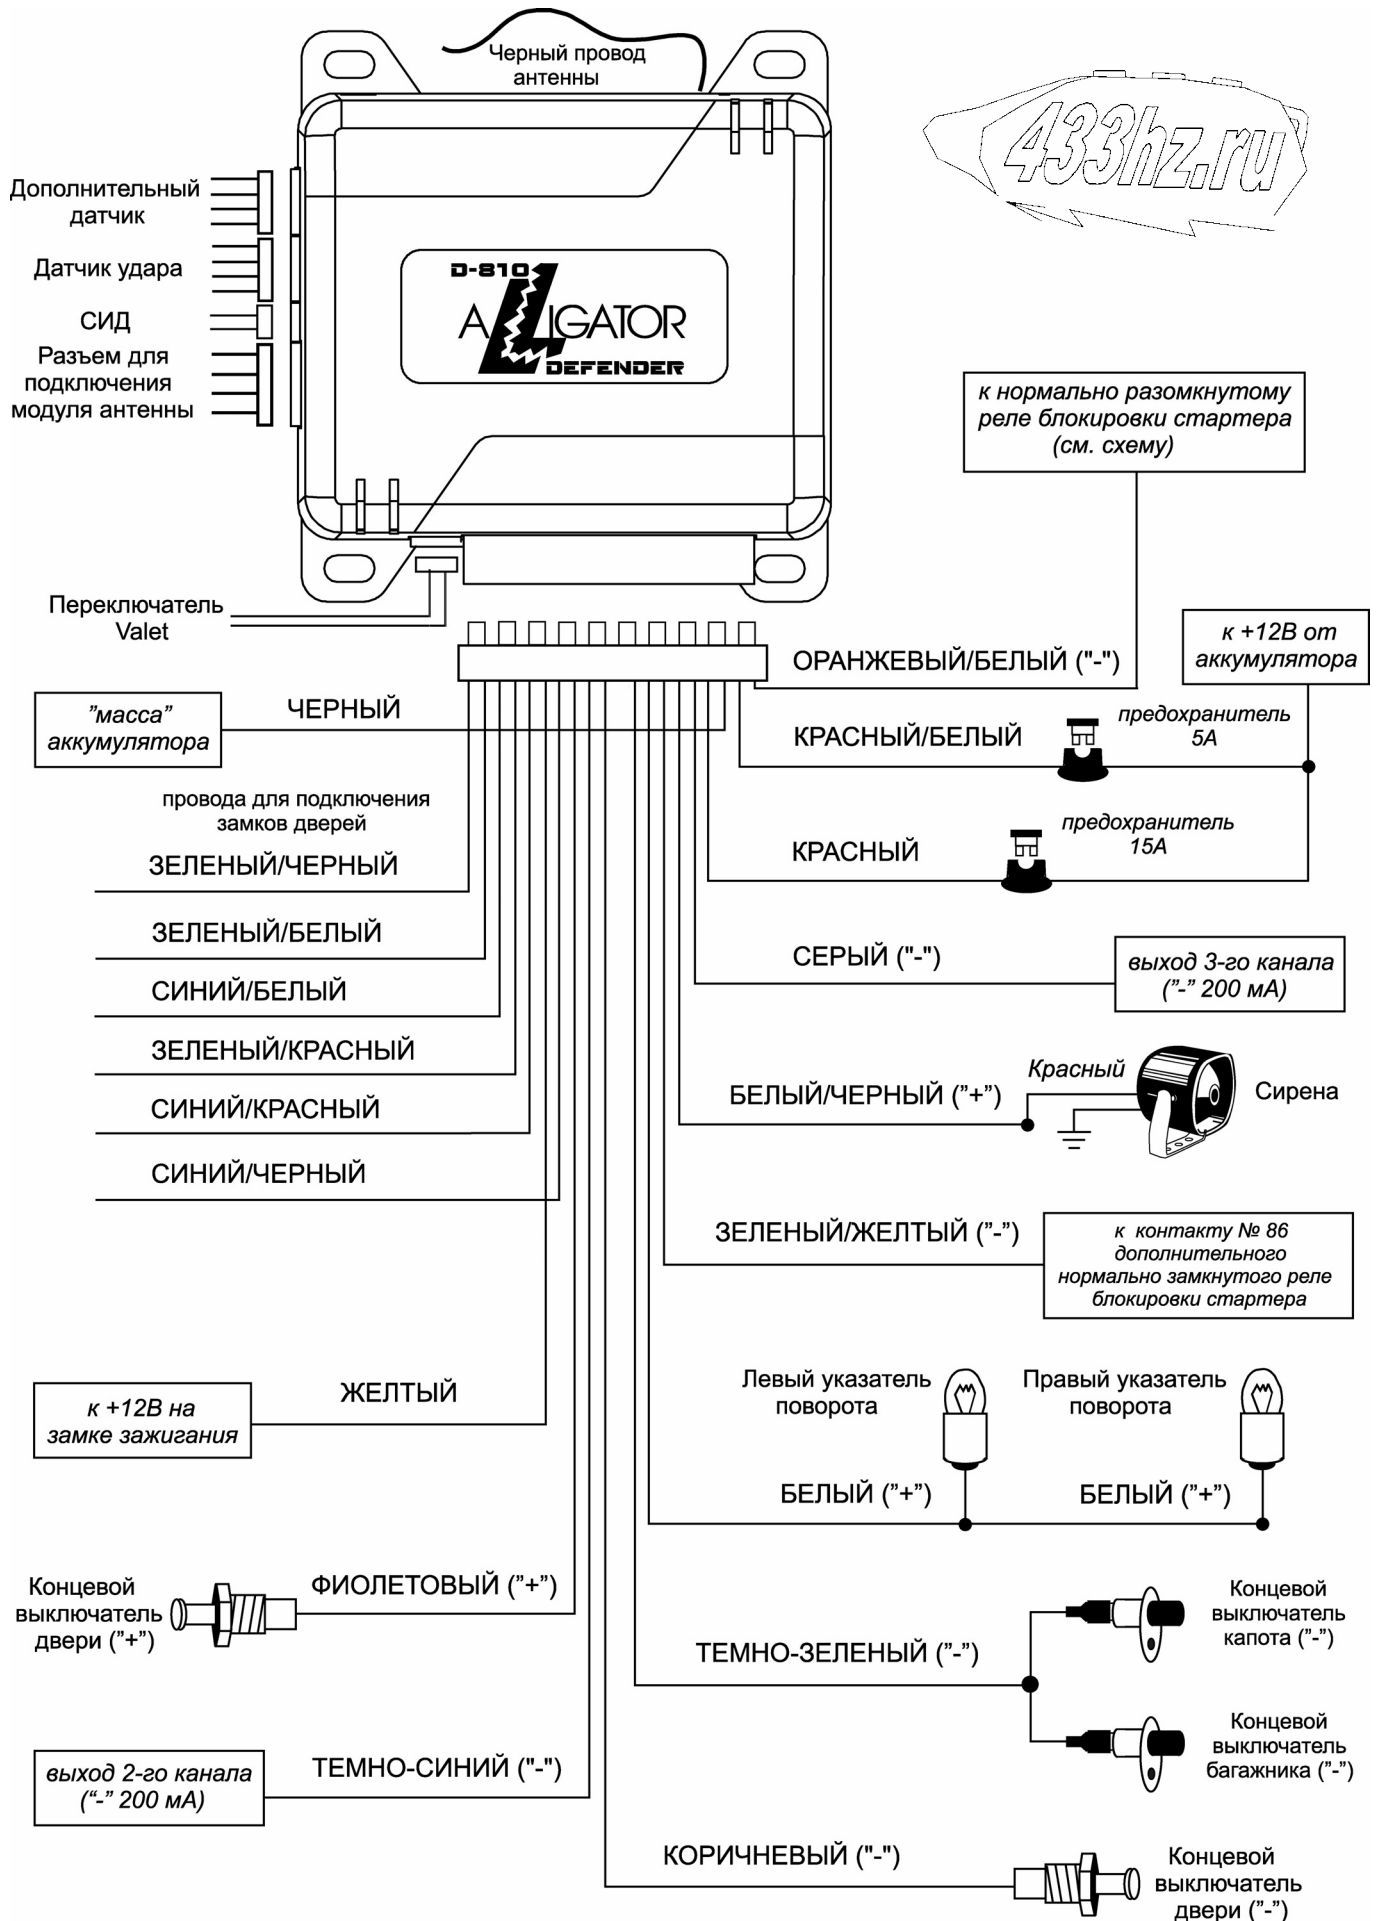 Черный провод
антенны
433hz.ru
Дополнительный
датчик
Датчик удара
СИД
Разъем для
подключения
модуля антенны
D-810
ALLIGATOR
DEFENDER
к нормально разомкнутому
реле блокировки стартера
(см. схему)
Переключатель
Valet
ОРАНЖЕВЫЙ/БЕЛЫЙ ("-")
к +12В от
аккумулятора
"масса"
аккумулятора
ЧЕРНЫЙ
КРАСНЫЙ/БЕЛЫЙ
предохранитель
5А
провода для подключения
замков дверей
КРАСНЫЙ
предохранитель
15А
ЗЕЛЕНЫЙ/ЧЕРНЫЙ
ЗЕЛЕНЫЙ/БЕЛЫЙ
СЕРЫЙ ("-")
выход 3-го канала
("-" 200 мА)
СИНИЙ/БЕЛЫЙ
ЗЕЛЕНЫЙ/КРАСНЫЙ
СИНИЙ/КРАСНЫЙ
СИНИЙ/ЧЕРНЫЙ
БЕЛЫЙ/ЧЕРНЫЙ ("+")
Красный
Сирена
ЗЕЛЕНЫЙ/ЖЕЛТЫЙ ("-")
к контакту № 86
дополнительного
нормально замкнутого реле
блокировки стартера
к +12В на
замке зажигания
ЖЕЛТЫЙ
Левый указатель
поворота
Правый указатель
поворота
БЕЛЫЙ ("+")
БЕЛЫЙ ("+")
Концевой
выключатель
двери ("+")
ФИОЛЕТОВЫЙ ("+")
ТЕМНО-ЗЕЛЕНЫЙ ("-")
Концевой
выключатель
капота ("-")
Концевой
выключатель
багажника ("-")
выход 2-го канала
("-" 200 мА)
ТЕМНО-СИНИЙ ("-")
КОРИЧНЕВЫЙ ("-")
Концевой
выключатель
двери ("-")